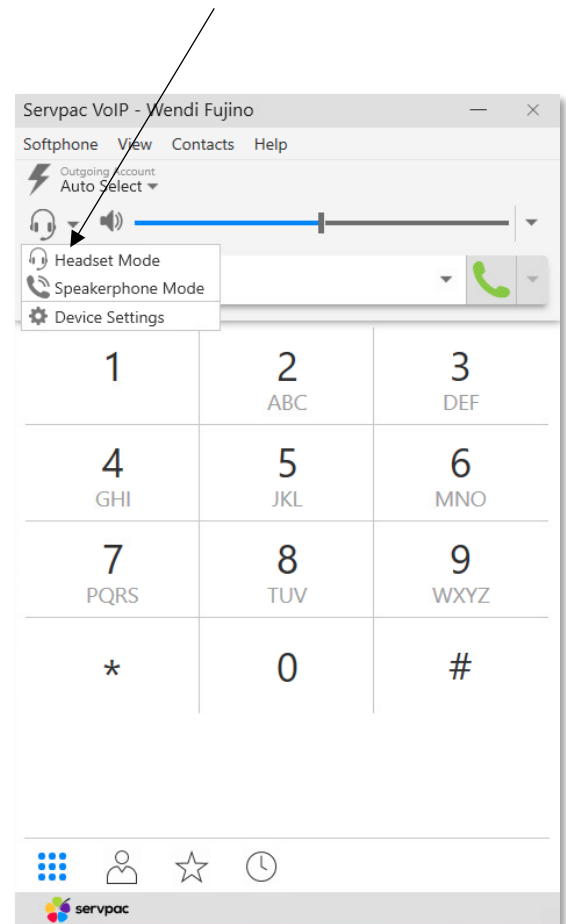 Servpac VoIP - Wendi Fujino
Softphone View Contacts Help
Outgoing Account
Auto Select
Headset Mode
Speakerphone Mode
Device Settings
1 2 3
ABC DEF
4 5 6
GHI JKL MNO
7 8 9
PQRS TUV WXYZ
* 0 #
servpac